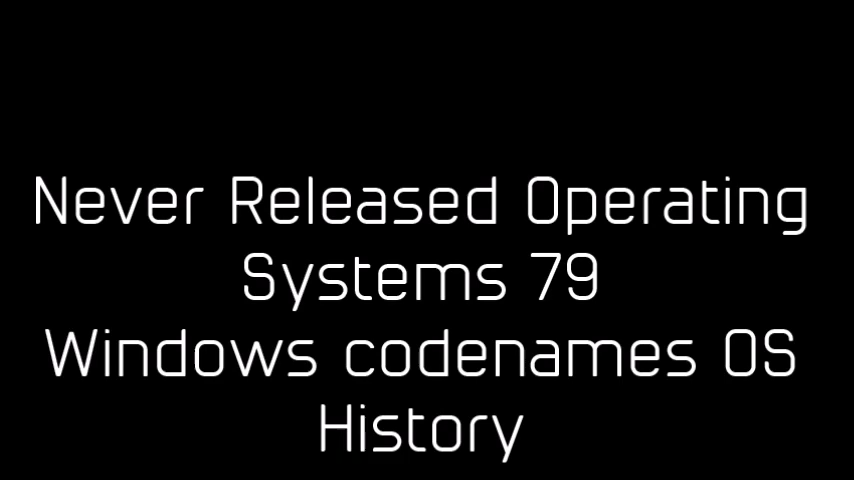 Never Released Operating
Systems 79
Windows codenames OS
History